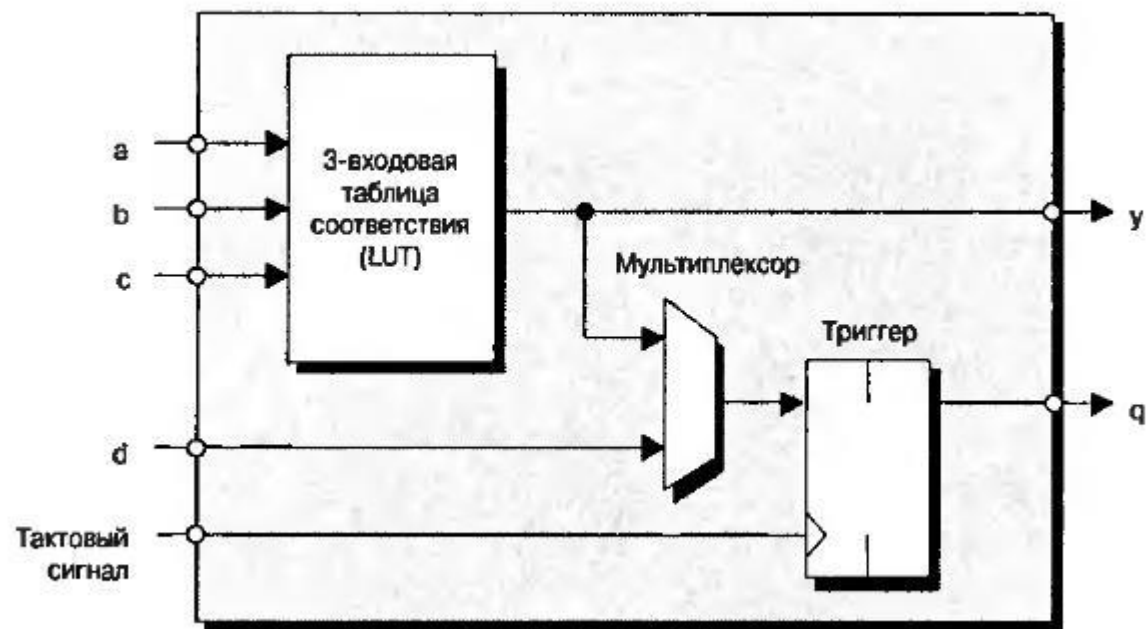 a
b
c
d
Тактовый
сигнал
3-входовая
таблица
соответствия
(LUT)
Мультиплексор
Триггер
y
q